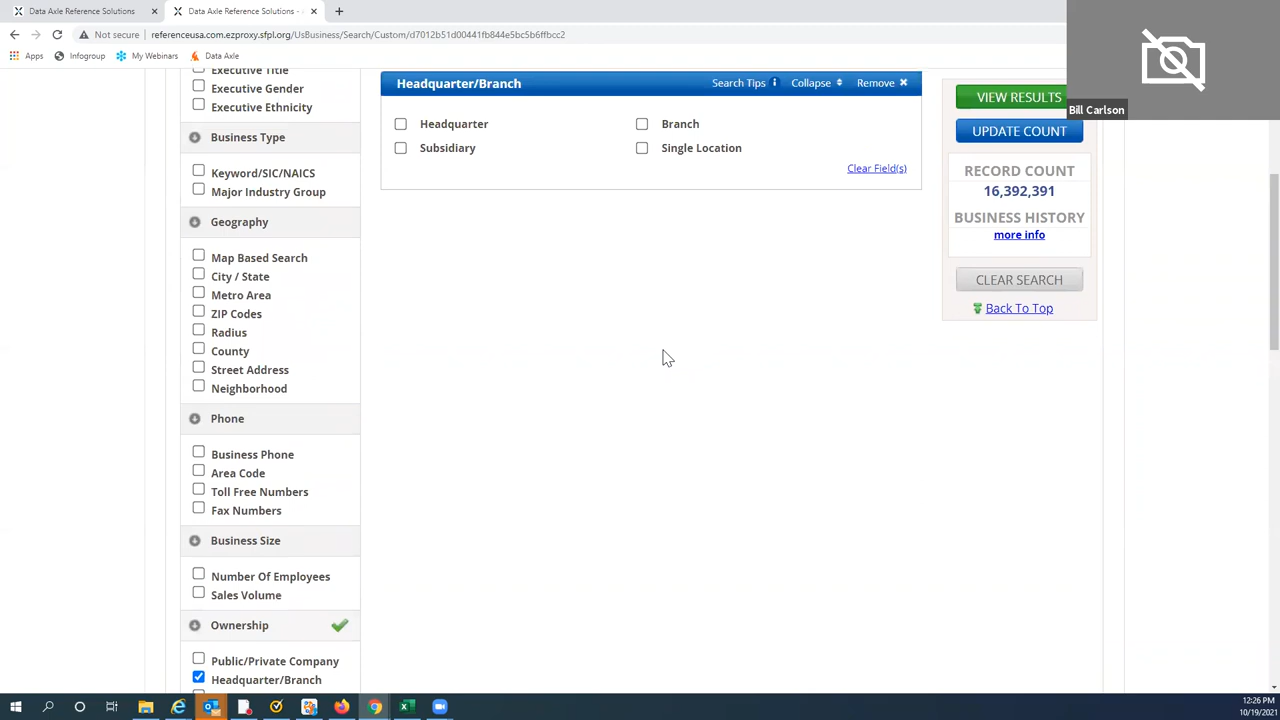 Data Axle Reference Solutions
Data Axle Reference Solutions -
Not secure
referenceusa.com.ezproxy.sfpl.org/UsBusiness/Search/Custom/d7012b51d00441fb844e5bc5b6ffbcc2
Apps
Infogroup
My Webinars
Data Axle
Bill Carlson
Executive Title
Executive Gender
Executive Ethnicity
Business Type
Keyword/SIC/NAICS
Major Industry Group
Geography
Map Based Search
City / State
Metro Area
ZIP Codes
Radius
County
Street Address
Neighborhood
Phone
Business Phone
Area Code
Toll Free Numbers
Fax Numbers
Business Size
Number Of Employees
Sales Volume
Ownership
Public/Private Company
Headquarter/Branch
Headquarter/Branch
Search Tips
Collapse
Remove
Headquarter
Branch
Subsidiary
Single Location
Clear Field(s)
VIEW RESULTS
UPDATE COUNT
RECORD COUNT
16,392,391
BUSINESS HISTORY
more info
CLEAR SEARCH
Back To Top
12:26 PM
10/19/2021